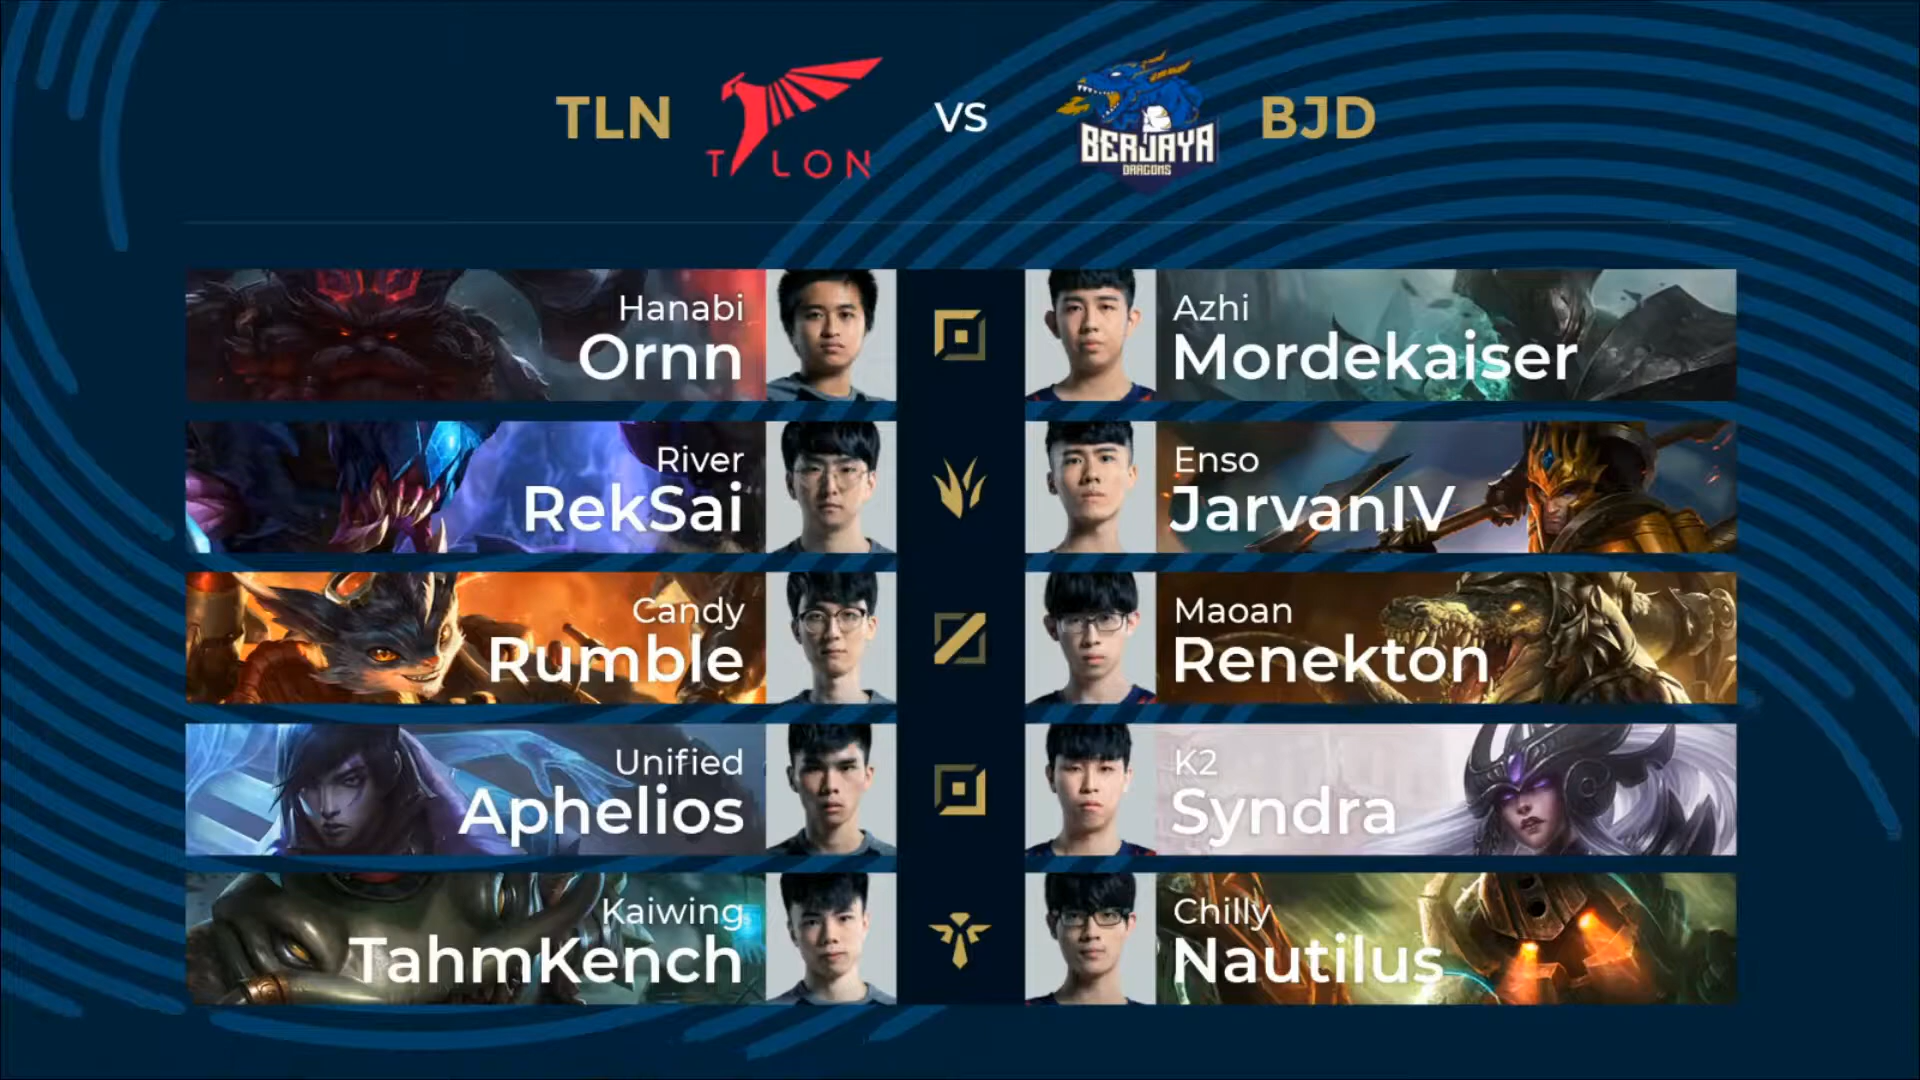 TLN
TALON
VS
BERJAYA
DRAGONS
BJD
Hanabi
Ornn
Azhi
Mordekaiser
River
RekSai
Enso
JarvanIV
Candy
Rumble
Maoan
Renekton
Unified
Aphelios
K2
Syndra
Kaiwing
TahmKench
Chilly
Nautilus